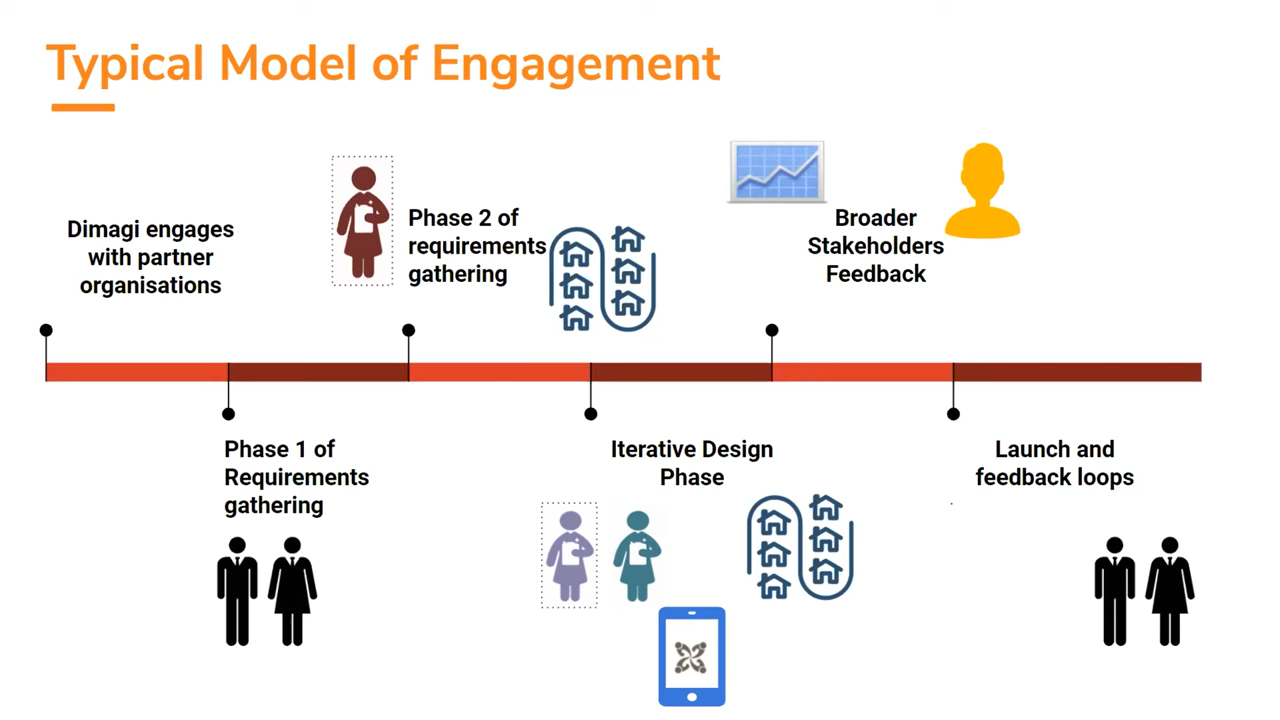 Typical Model of Engagement
Dimagi engages
with partner
organisations
Phase 1 of
Requirements
gathering
Phase 2 of
requirements
gathering
Iterative Design
Phase
Broader
Stakeholders
Feedback
Launch and
feedback loops